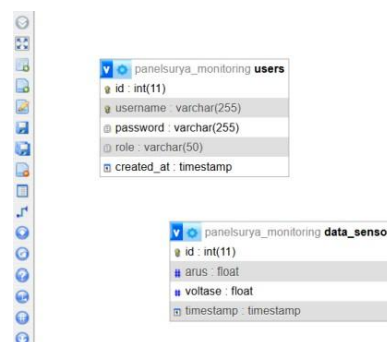 v panelsurya_monitoring users
id : int(11)
username : varchar(255)
password : varchar(255)
role : varchar(50)
created_at : timestamp
v panelsurya_monitoring data_senso
id : int(11)
# arus : float
# voltase : float
timestamp : timestamp